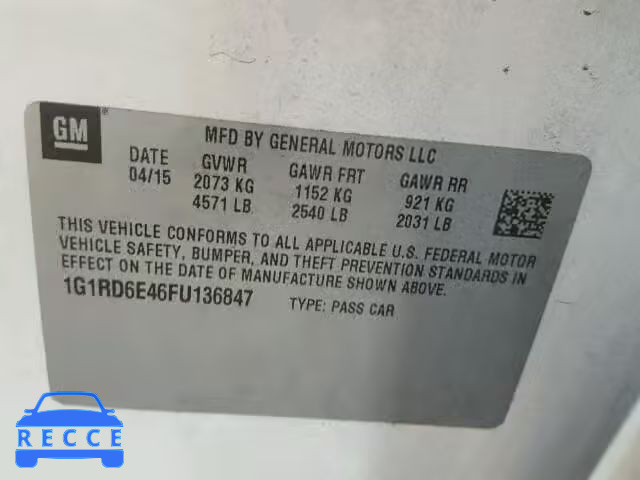 GM
MFD BY GENERAL MOTORS LLC
DATE GVWR GAWR FRT GAWR RR
04/15 2073 KG 1152 KG 921 KG
4571 LB 2540 LB 2031 LB
THIS VEHICLE CONFORMS TO ALL APPLICABLE U.S. FEDERAL MOTOR
VEHICLE SAFETY, BUMPER, AND THEFT PREVENTION STANDARDS IN
EFFECT ON THE DATE OF MANUFACTURE SHOWN ABOVE.
1G1RD6E46FU136847 TYPE: PASS CAR
RECCE